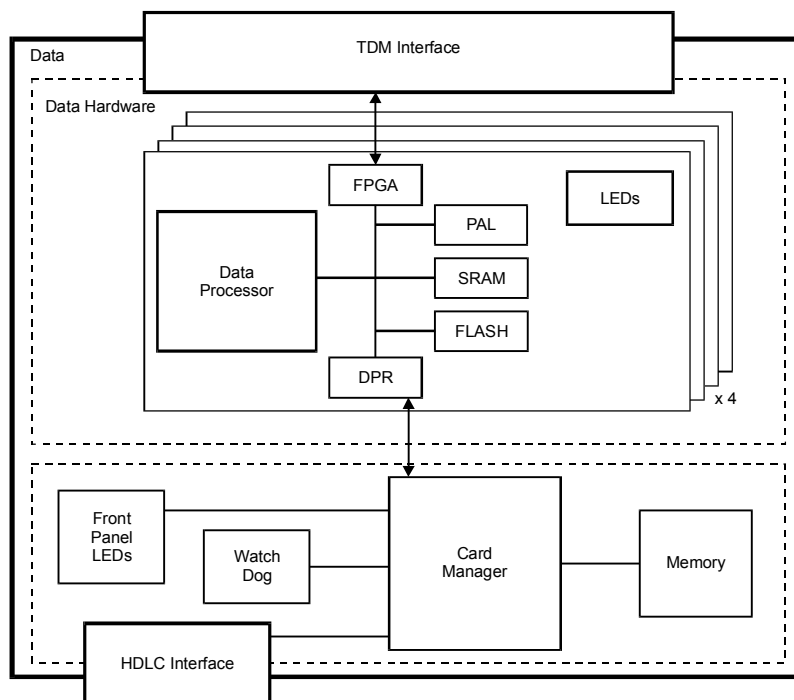 TDM Interface
Data
Data Hardware
FPGA
LEDs
PAL
Data
Processor
SRAM
FLASH
DPR
x 4
Front
Panel
LEDs
Watch
Dog
Card
Manager
Memory
HDLC Interface